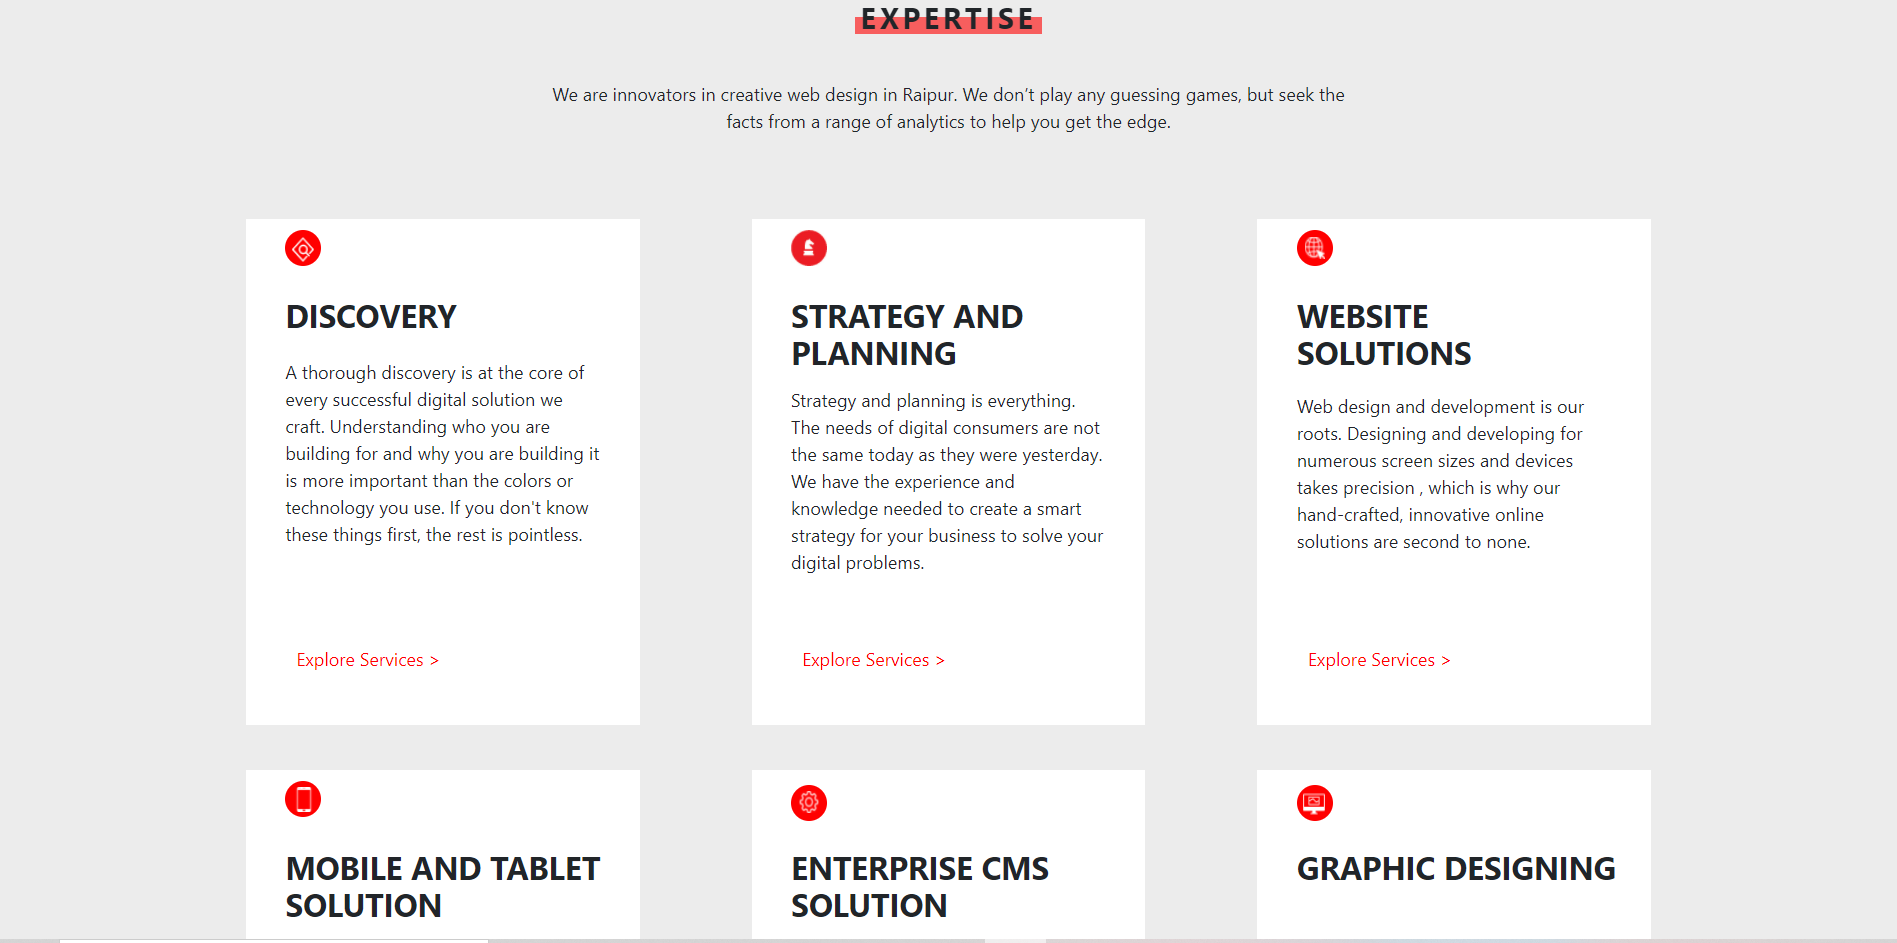 EXPERTISE
We are innovators in creative web design in Raipur. We don’t play any guessing games, but seek the
facts from a range of analytics to help you get the edge.
DISCOVERY
A thorough discovery is at the core of
every successful digital solution we
craft. Understanding who you are
building for and why you are building it
is more important than the colors or
technology you use. If you don't know
these things first, the rest is pointless.
Explore Services >
STRATEGY AND
PLANNING
Strategy and planning is everything.
The needs of digital consumers are not
the same today as they were yesterday.
We have the experience and
knowledge needed to create a smart
strategy for your business to solve your
digital problems.
Explore Services >
WEBSITE
SOLUTIONS
Web design and development is our
roots. Designing and developing for
numerous screen sizes and devices
takes precision , which is why our
hand-crafted, innovative online
solutions are second to none.
Explore Services >
MOBILE AND TABLET
SOLUTION
ENTERPRISE CMS
SOLUTION
GRAPHIC DESIGNING